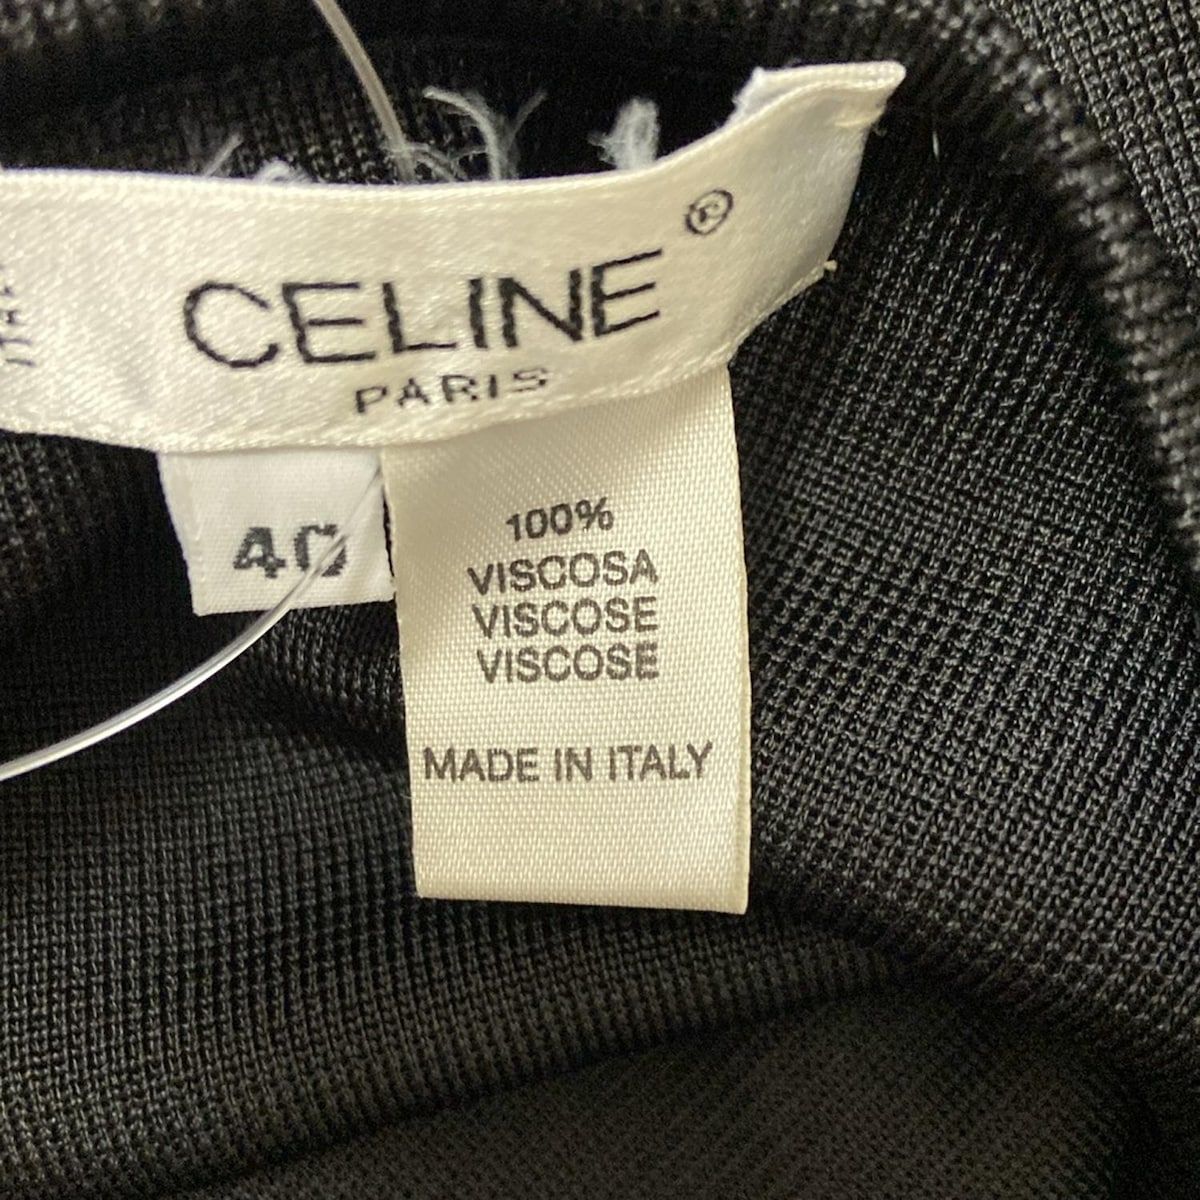 CELINE ®
PARIS
40
100%
VISCOSA
VISCOSE
VISCOSE
MADE IN ITALY